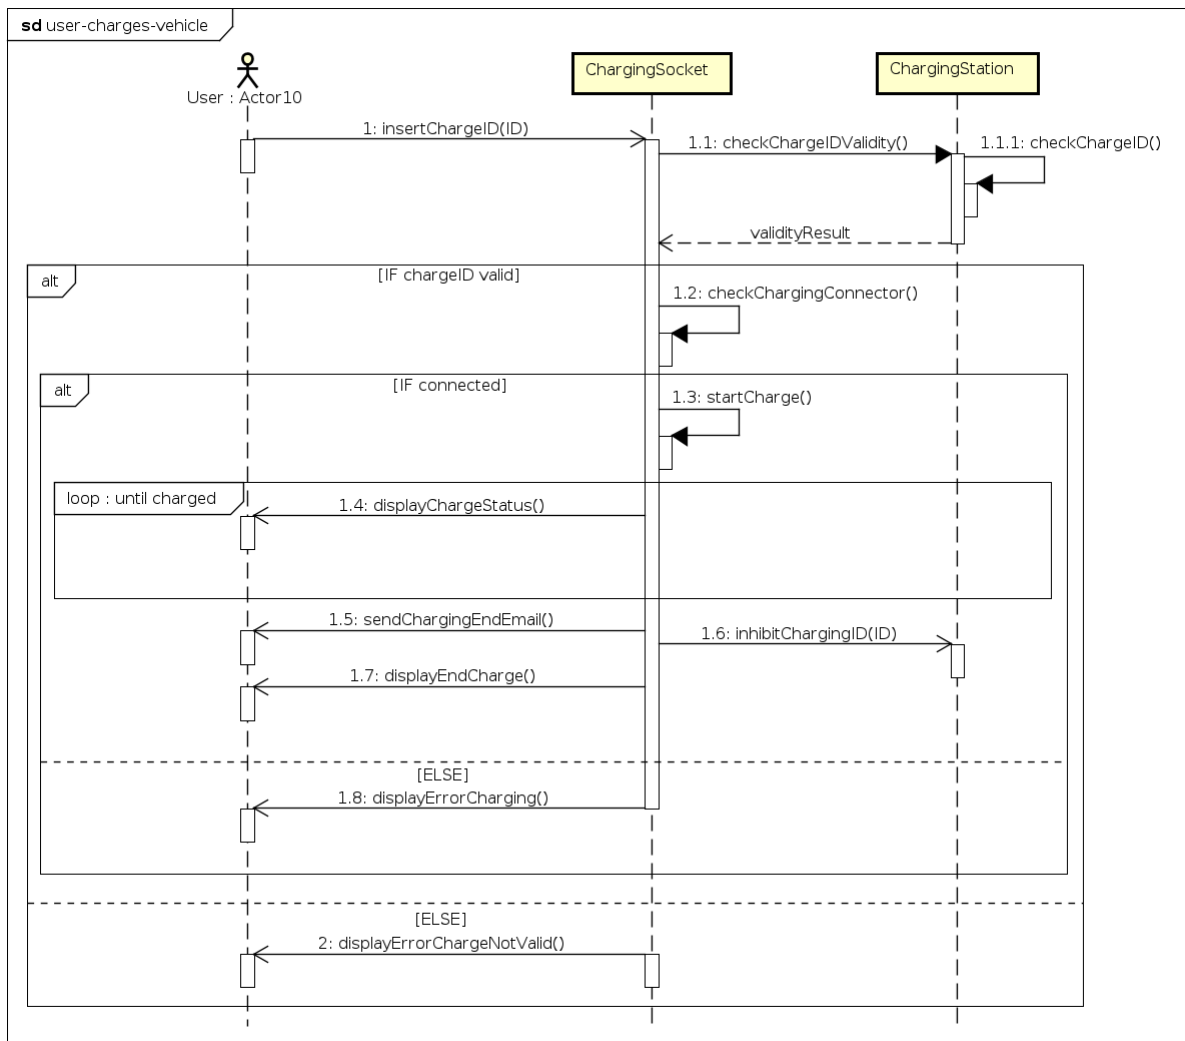 sd user-charges-vehicle
User : Actor10
ChargingSocket
ChargingStation
1: insertChargeID(ID)
1.1: checkChargeIDValidity()
1.1.1: checkChargeID()
validityResult
alt
[IF chargeID valid]
1.2: checkChargingConnector()
alt
[IF connected]
1.3: startCharge()
loop : until charged
1.4: displayChargeStatus()
1.5: sendChargingEndEmail()
1.6: inhibitChargingID(ID)
1.7: displayEndCharge()
[ELSE]
1.8: displayErrorCharging()
[ELSE]
2: displayErrorChargeNotValid()